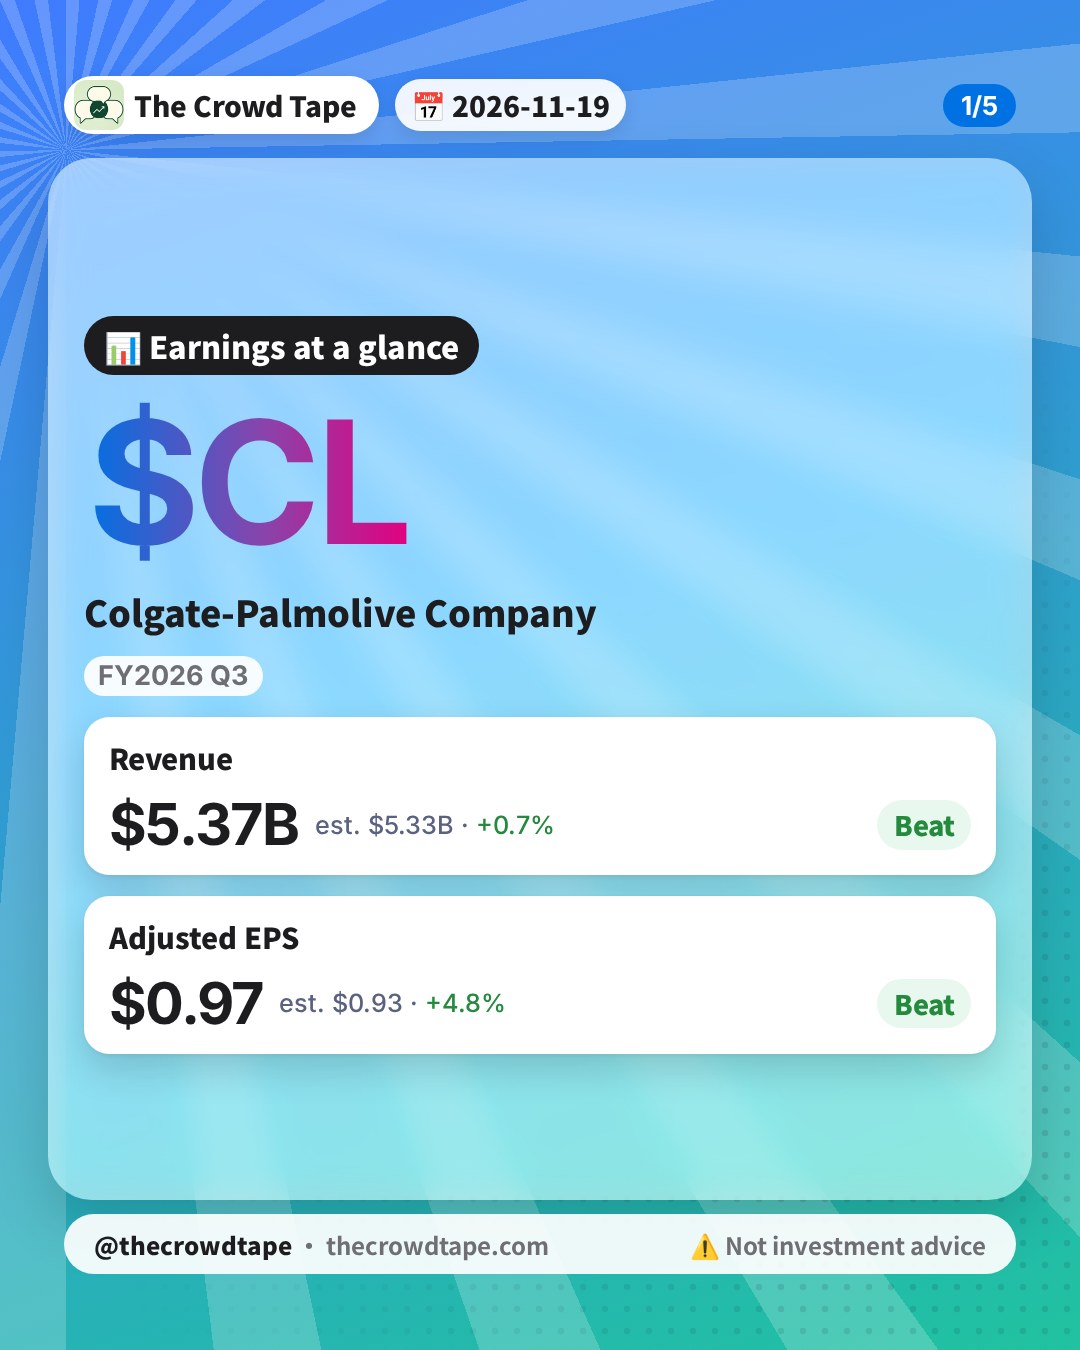 The Crowd Tape
July 17 2026-11-19
1/5
Earnings at a glance
$CL
Colgate-Palmolive Company
FY2026 Q3
Revenue
$5.37B est. $5.33B · +0.7% Beat
Adjusted EPS
$0.97 est. $0.93 · +4.8% Beat
@thecrowdtape • thecrowdtape.com Not investment advice